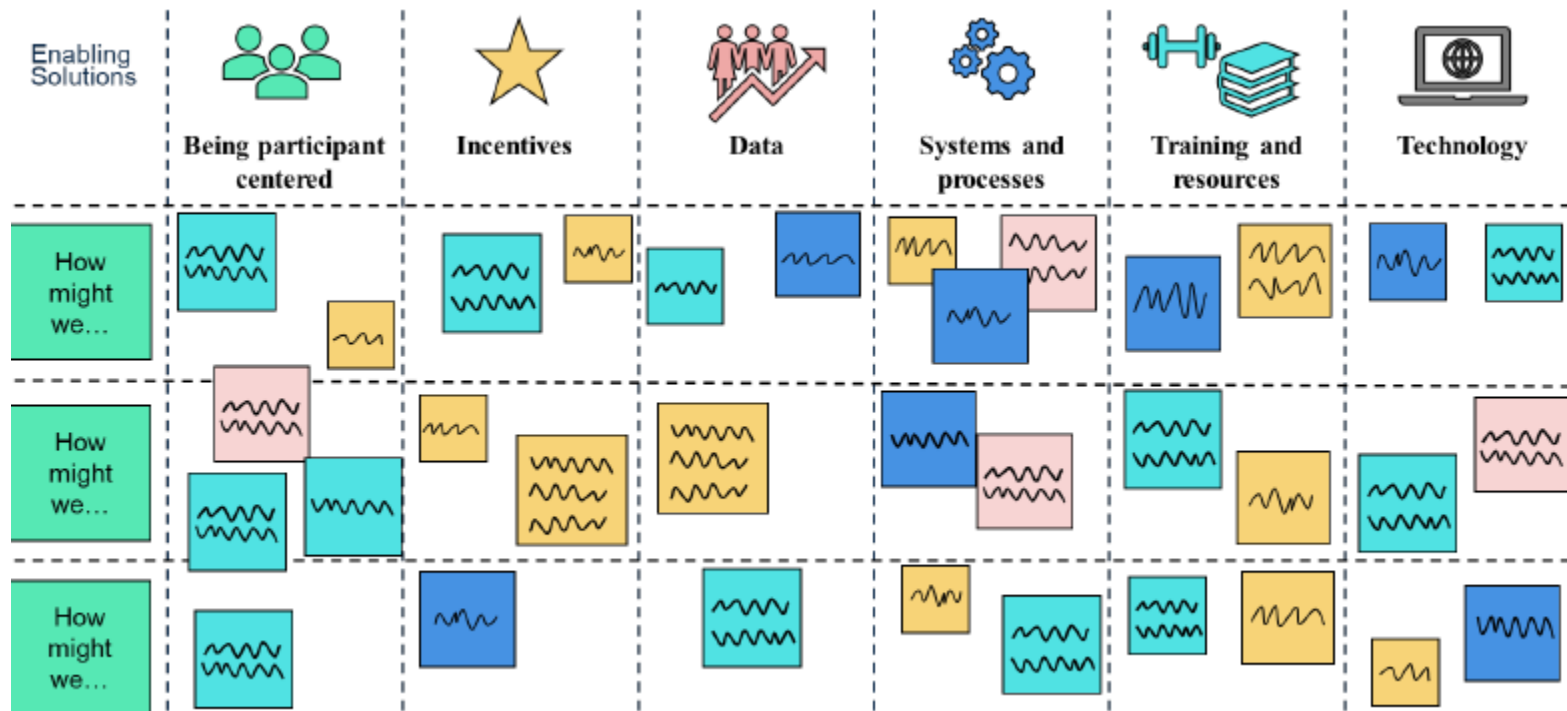 Enabling
Solutions
Being participant
centered
Incentives
Data
Systems and
processes
Training and
resources
Technology
How
might
we...
How
might
we...
How
might
we...